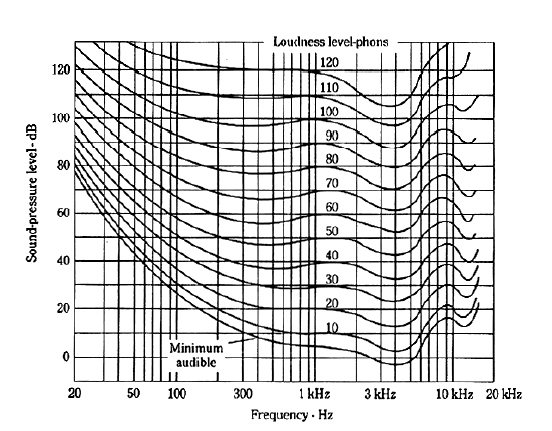 Loudness level-phons
120
120
110
100
100
90
80
80
70
60
60
50
40
40
30
20
20
10
0
Minimum
audible
20
50
100
300
1 kHz
3 kHz
10 kHz
20 kHz
Sound-pressure level - dB
Frequency - Hz